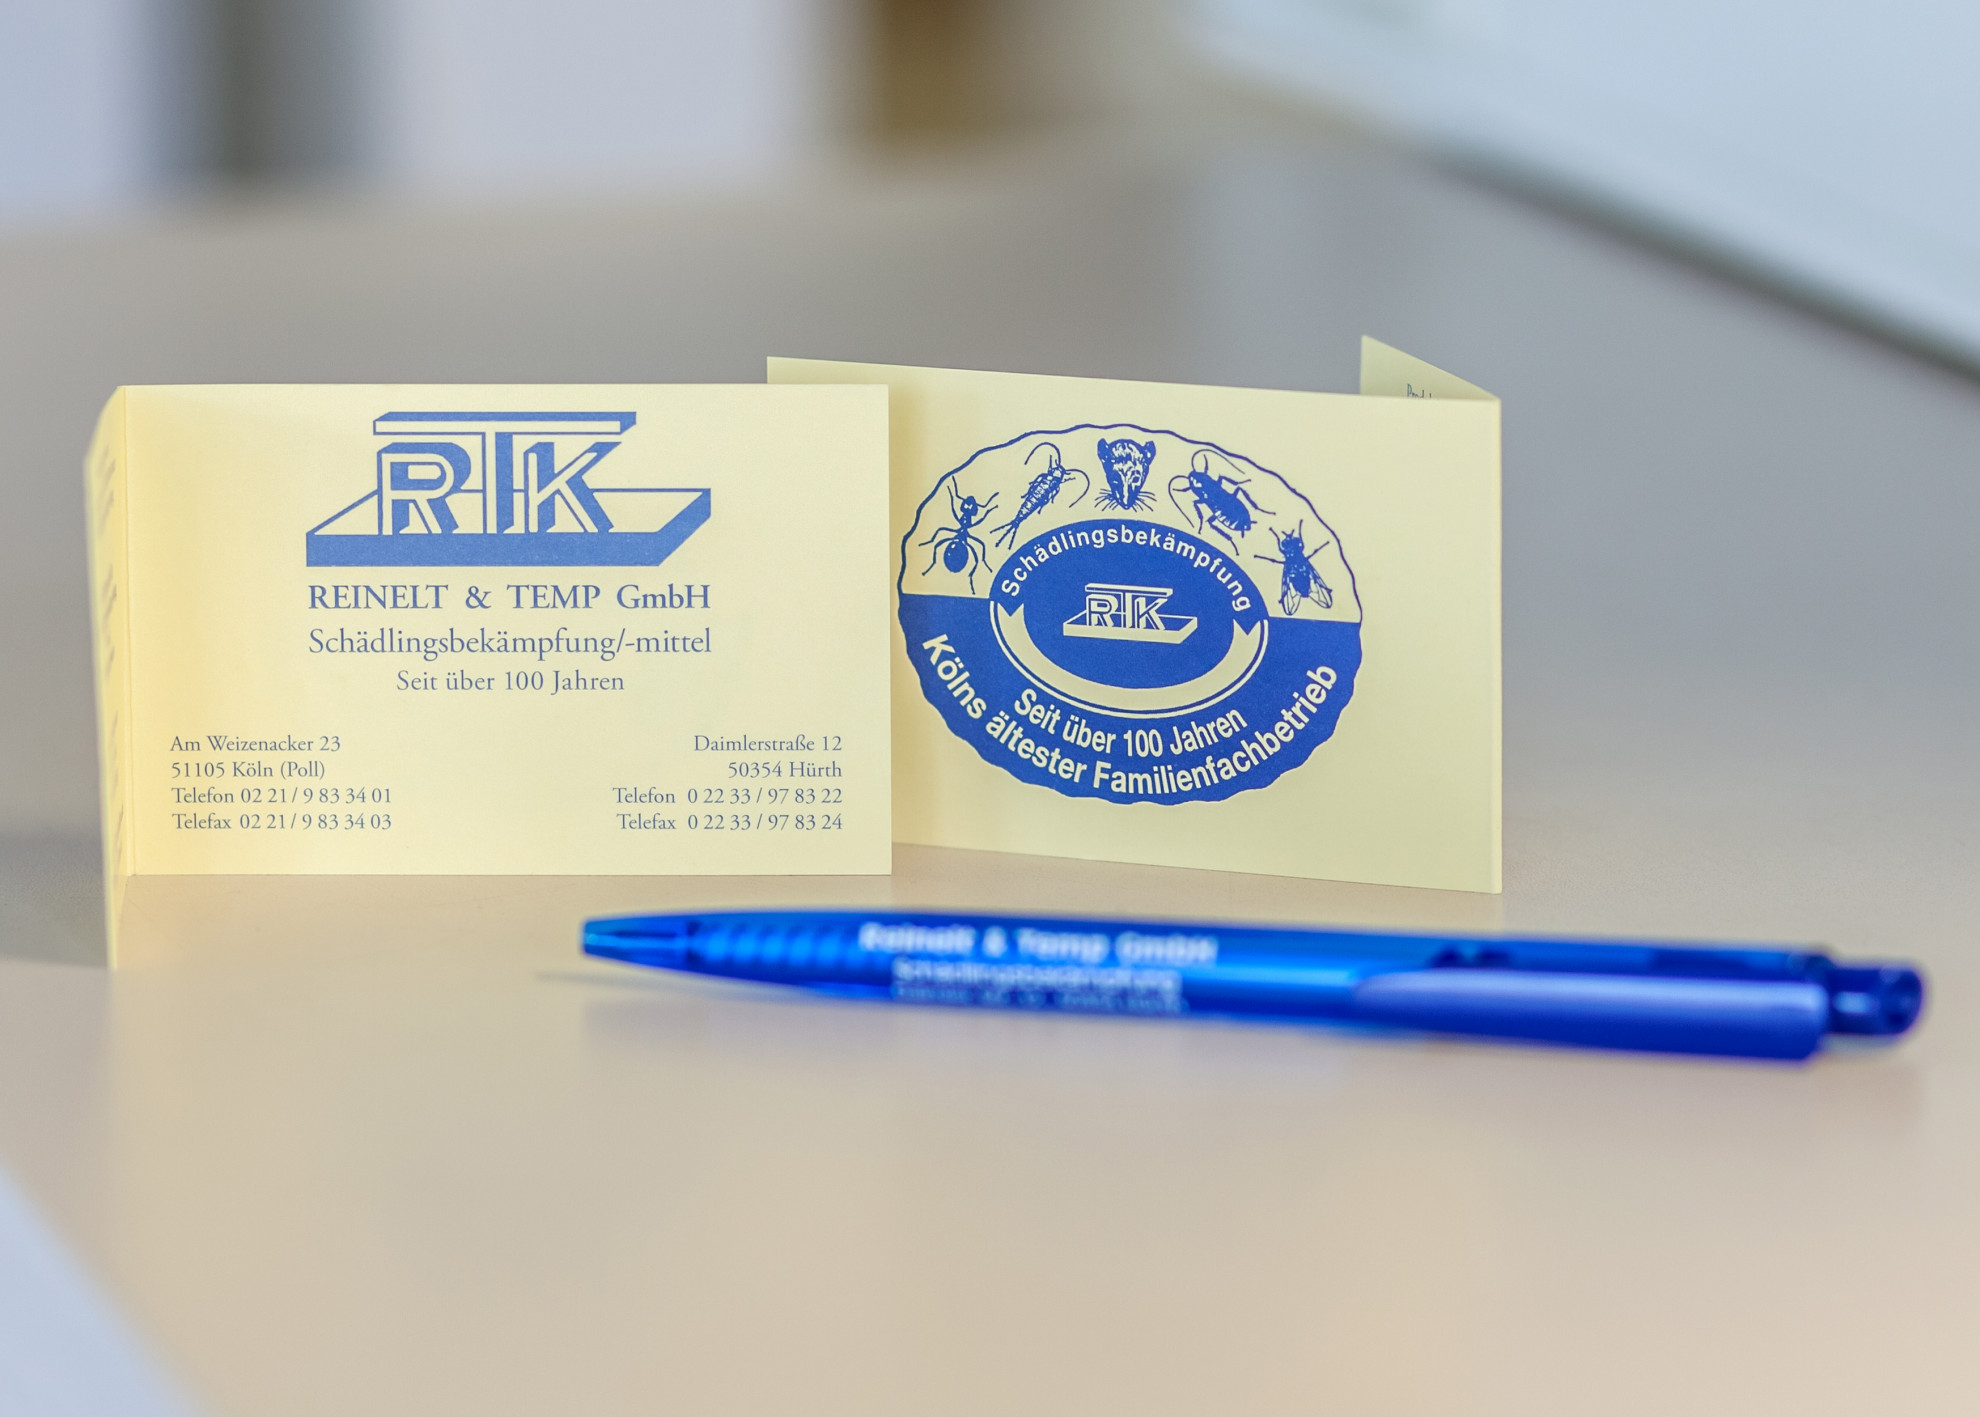 RTK
REINELT & TEMP GmbH
Schädlingsbekämpfung/-mittel
Seit über 100 Jahren
Am Weizenacker 23
51105 Köln (Poll)
Telefon 02 21 / 9 83 34 01
Telefax 02 21 / 9 83 34 03
Daimlerstraße 12
50354 Hürth
Telefon 0 22 33 / 97 83 22
Telefax 0 22 33 / 97 83 24
Schädlingsbekämpfung
RTK
Seit über 100 Jahren
Kölns ältester Familienfachbetrieb
Reinelt & Temp GmbH
Schädlingsbekämpfung